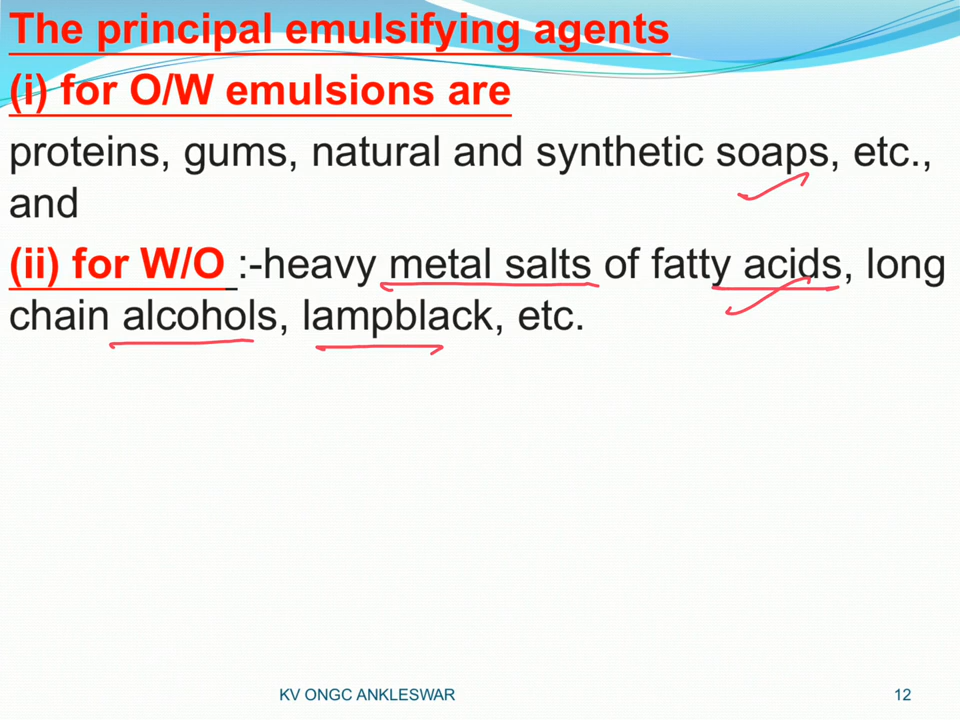 The principal emulsifying agents
(i) for O/W emulsions are
proteins, gums, natural and synthetic soaps, etc.,
and
(ii) for W/O :-heavy metal salts of fatty acids, long
chain alcohols, lampblack, etc.
KV ONGC ANKLESWAR 12